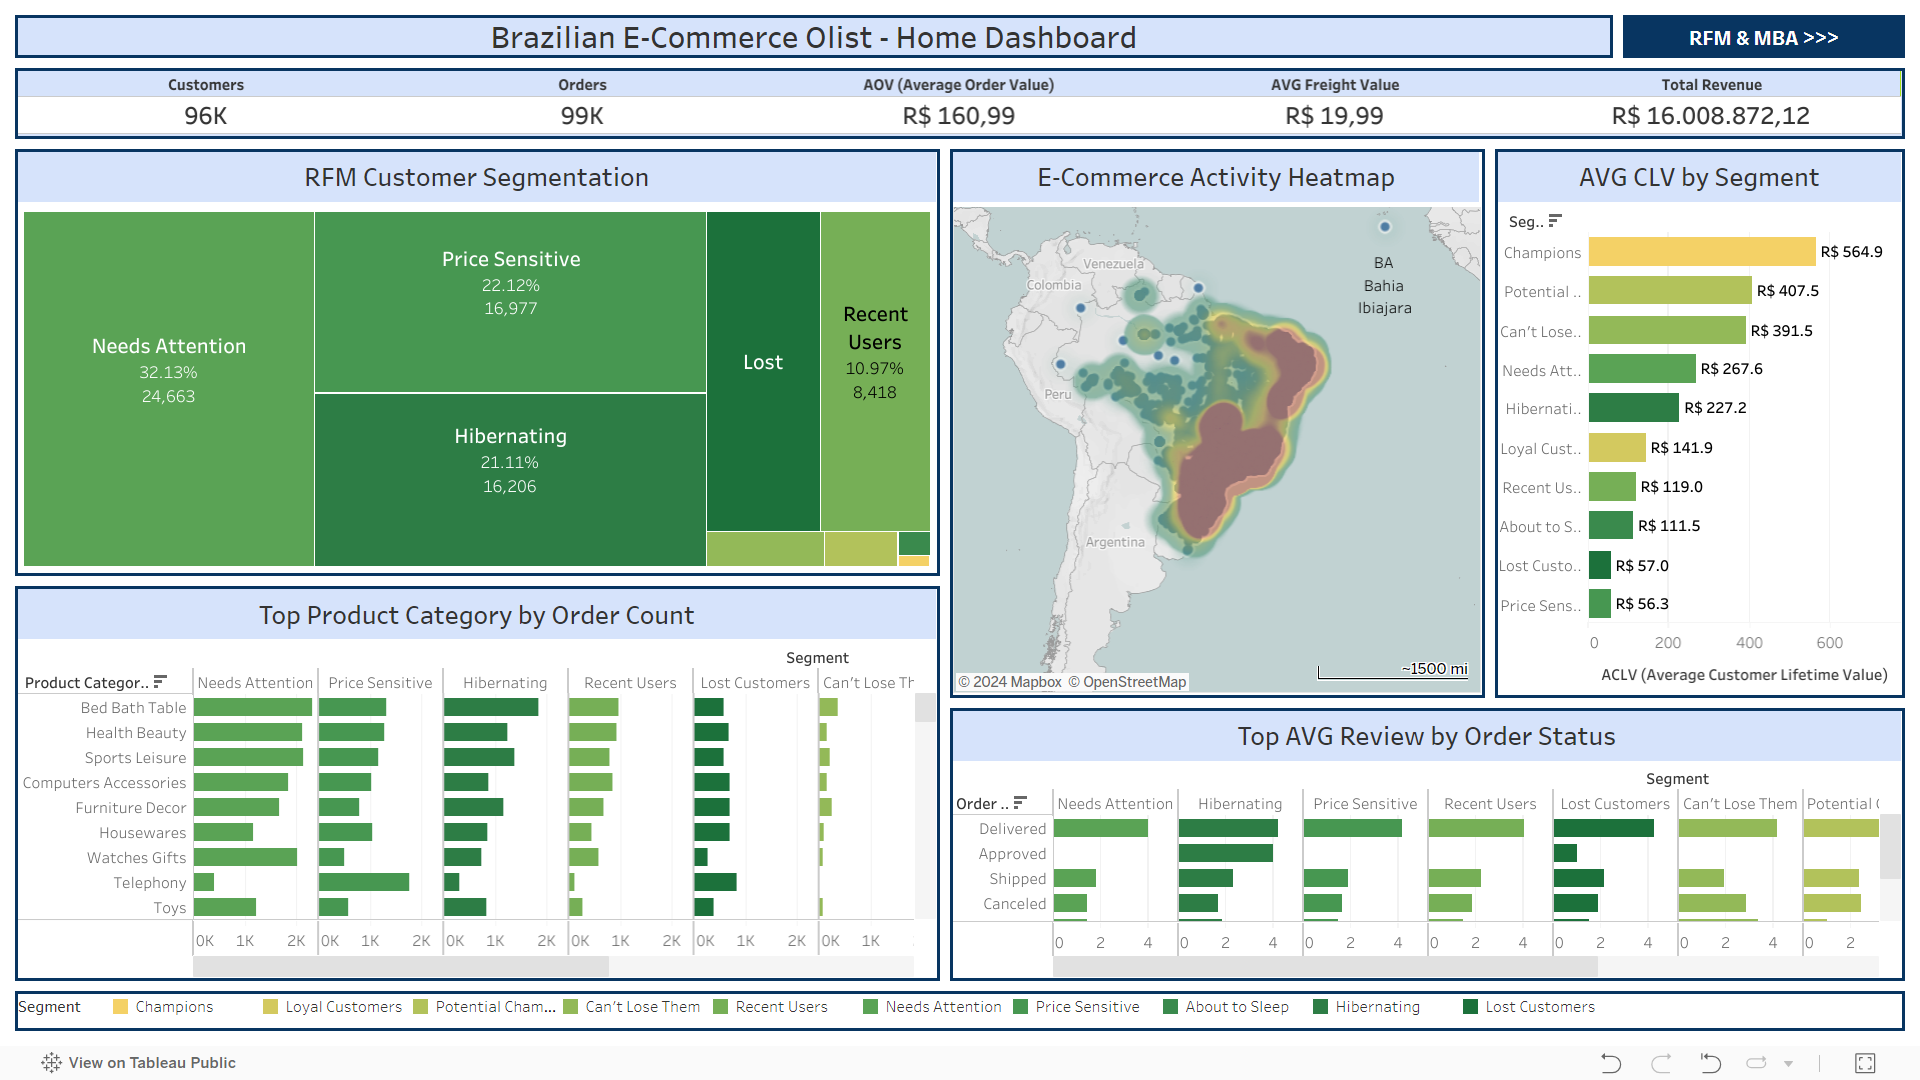 Brazilian E-Commerce Olist - Home Dashboard
RFM & MBA >>>
Customers
Orders
AOV (Average Order Value)
AVG Freight Value
Total Revenue
96K
99K
R$ 160,99
R$ 19,99
R$ 16.008.872,12
RFM Customer Segmentation
Needs Attention
32.13%
24,663
Price Sensitive
22.12%
16,977
Hibernating
21.11%
16,206
Lost
Recent
Users
10.97%
8,418
E-Commerce Activity Heatmap
Venezuela
Colombia
Peru
Argentina
BA
Bahia
Ibiajara
~1500 mi
© 2024 Mapbox © OpenStreetMap
AVG CLV by Segment
Seg..
Champions R$ 564.9
Potential .. R$ 407.5
Can't Lose.. R$ 391.5
Needs Att.. R$ 267.6
Hibernati.. R$ 227.2
Loyal Cust.. R$ 141.9
Recent Us.. R$ 119.0
About to S.. R$ 111.5
Lost Custo.. R$ 57.0
Price Sens.. R$ 56.3
0 200 400 600
ACLV (Average Customer Lifetime Value)
Top Product Category by Order Count
Segment
Product Categor.. Needs Attention Price Sensitive Hibernating Recent Users Lost Customers Can't Lose Th
Bed Bath Table
Health Beauty
Sports Leisure
Computers Accessories
Furniture Decor
Housewares
Watches Gifts
Telephony
Toys
0K 1K 2K 0K 1K 2K 0K 1K 2K 0K 1K 2K 0K 1K 2K 0K 1K
Top AVG Review by Order Status
Segment
Order .. Needs Attention Hibernating Price Sensitive Recent Users Lost Customers Can't Lose Them Potential
Delivered
Approved
Shipped
Canceled
0 2 4 0 2 4 0 2 4 0 2 4 0 2 4 0 2 4 0 2
Segment Champions Loyal Customers Potential Cham... Can't Lose Them Recent Users Needs Attention Price Sensitive About to Sleep Hibernating Lost Customers
View on Tableau Public